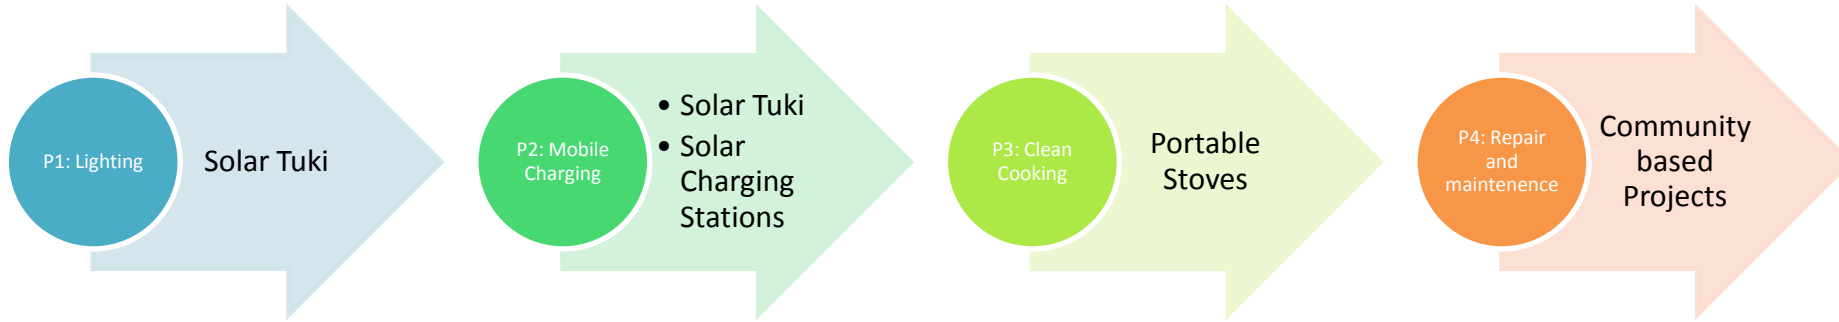 P1: Lighting
Solar Tuki
P2: Mobile
Charging
• Solar Tuki
• Solar
Charging
Stations
P3: Clean
Cooking
Portable
Stoves
P4: Repair
and
maintenence
Community
based
Projects